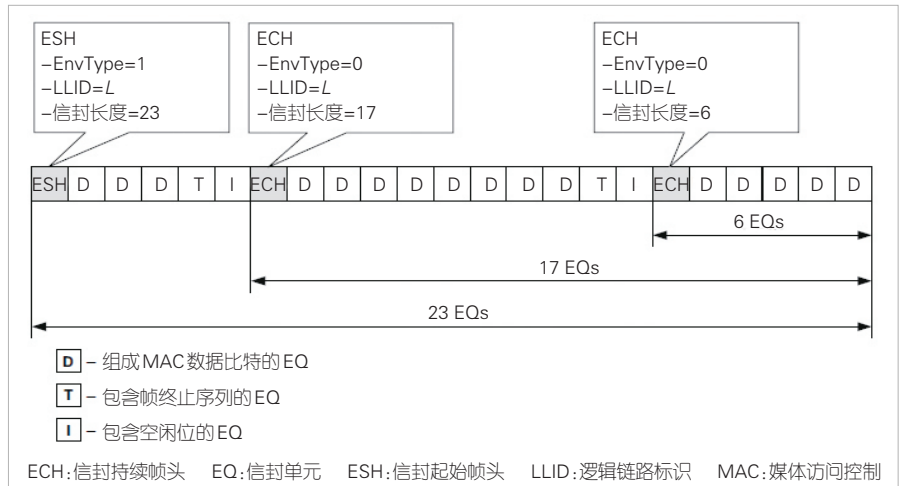 ESH
–EnvType=1
–LLID=L
–信封长度=23
ECH
–EnvType=0
–LLID=L
–信封长度=17
ECH
–EnvType=0
–LLID=L
–信封长度=6
ESH D D D T I ECH D D D D D D D D T I ECH D D D D D
6 EQs
17 EQs
23 EQs
D – 组成MAC数据比特的EQ
T – 包含帧终止序列的EQ
I – 包含空闲位的EQ
ECH:信封持续帧头 EQ:信封单元 ESH:信封起始帧头 LLID:逻辑链路标识 MAC:媒体访问控制